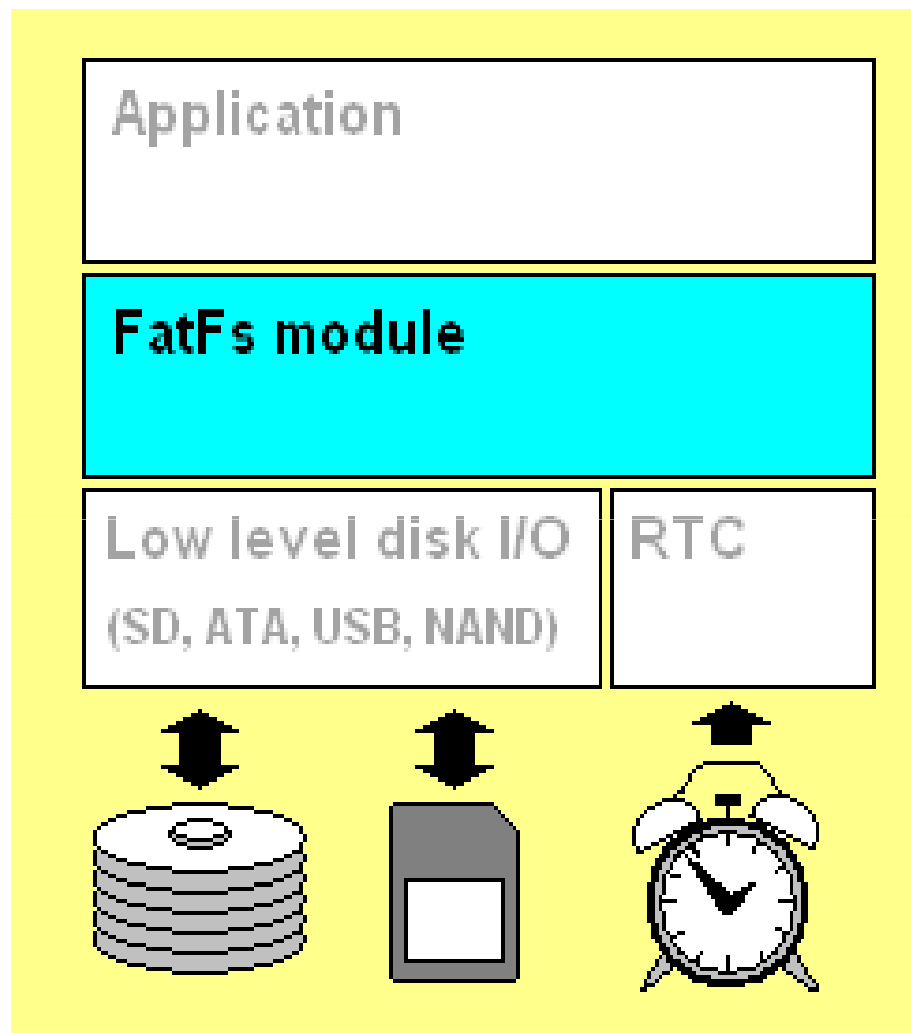 Application
FatFs module
Low level disk I/O
(SD, ATA, USB, NAND)
RTC